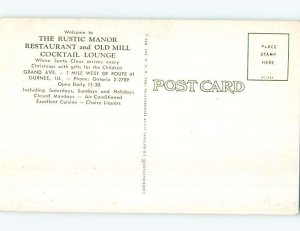 Welcome to
THE RUSTIC MANOR
RESTAURANT and OLD MILL
COCKTAIL LOUNGE
Where Santa Claus arrives every
Christmas with gifts for the Children
GRAND AVE. - 1 MILE WEST OF ROUTE 41
GURNEE, ILL. - Phone: Ontario 2-2789
Open Daily 11:30
Including Saturdays, Sundays and Holidays
Closed Mondays - Air-Conditioned
Excellent Cuisine - Choice Liquors
POST CARD
PLACE
STAMP
HERE